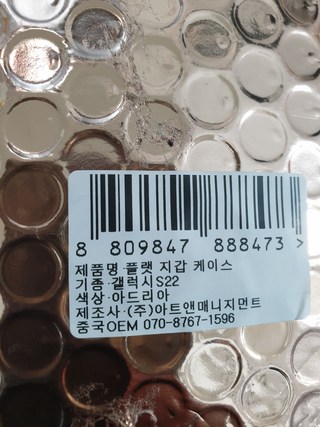 8 809847 888473 >
제품명·플랫 지갑 케이스
기종·갤럭시S22
색상·아드리아
제조사·(주)아트앤매니지먼트
중국OEM 070-8767-1596